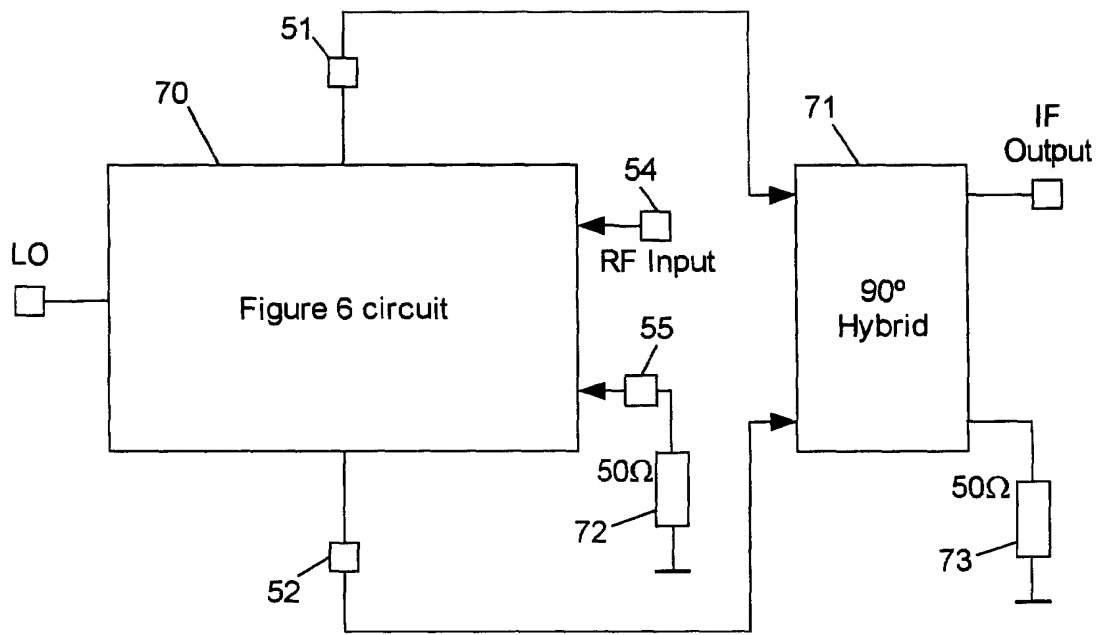 51
70
71
IF
Output
54
LO
RF Input
Figure 6 circuit
90º
Hybrid
55
50Ω
72
50Ω
73
52